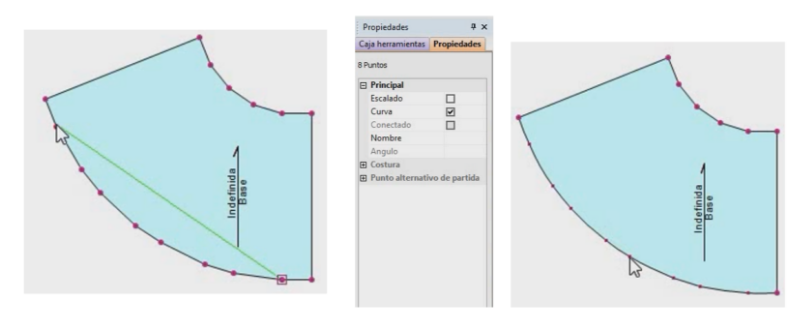 Propiedades
Caja herramientas Propiedades
8 Puntos
Principal
Escalado
Curva
Conectado
Nombre
Angulo
Costura
Punto alternativo de partida
Indefinida
Base
Indefinida
Base